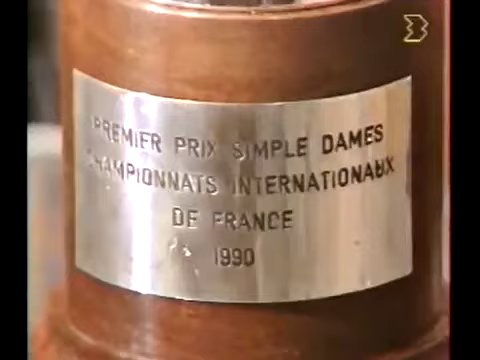 PREMIER PRIX SIMPLE DAMES
CHAMPIONNATS INTERNATIONAUX
DE FRANCE
1990